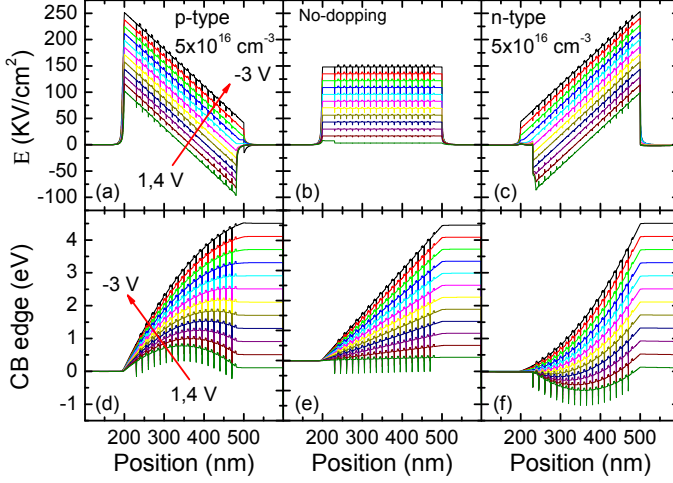 p-type
5x10¹⁶ cm⁻³
No-dopping
n-type
5x10¹⁶ cm⁻³
E (KV/cm²)
250
200
150
100
50
0
-50
-100
-3 V
1,4 V
(a)
(b)
(c)
CB edge (eV)
4
3
2
1
0
-1
-3 V
1,4 V
(d)
(e)
(f)
200 300 400 500
200 300 400 500
200 300 400 500
Position (nm)
Position (nm)
Position (nm)